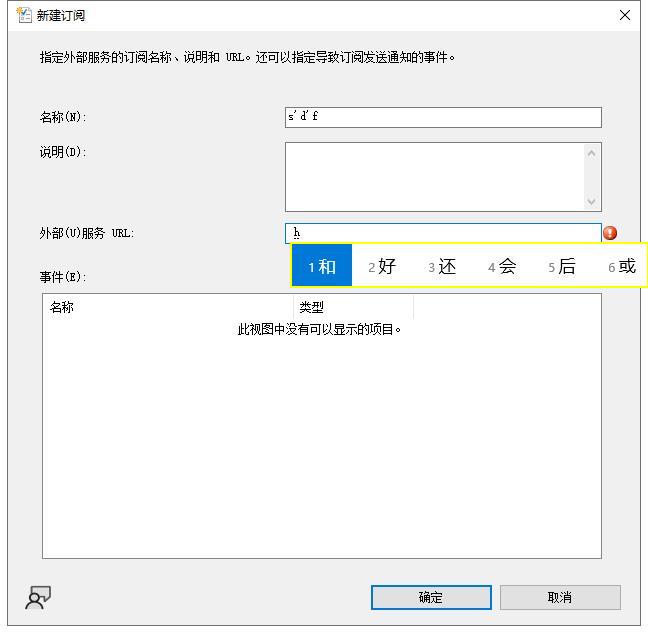 新建订阅
指定外部服务的订阅名称、说明和 URL。还可以指定导致订阅发送通知的事件。
名称(N): s'd'f
说明(D):
外部(U)服务 URL: h
1 和 2 好 3 还 4 会 5 后 6 或
事件(E):
名称 类型
此视图中没有可以显示的项目。
确定 取消